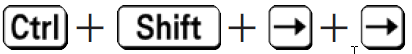 Ctrl + Shift + → + →